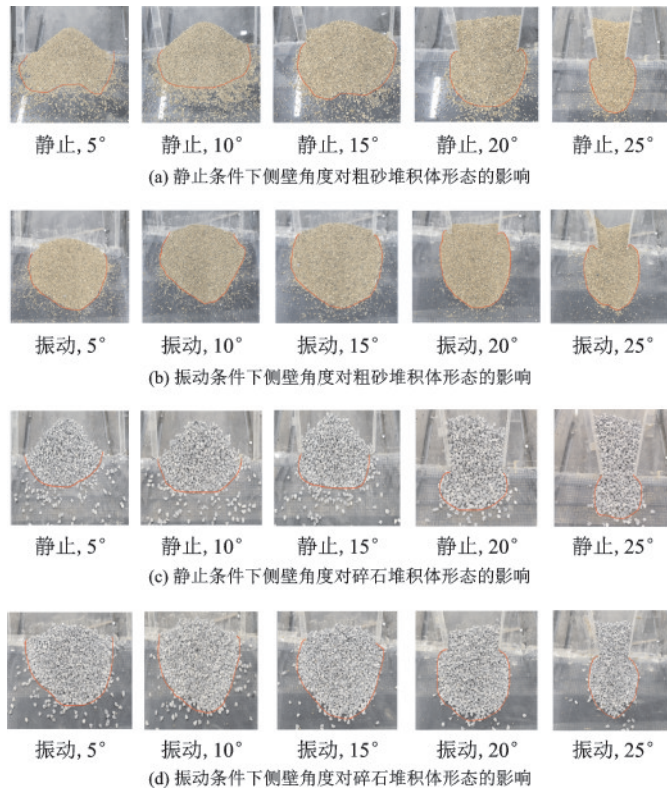 静止, 5° 静止, 10° 静止, 15° 静止, 20° 静止, 25°
(a) 静止条件下侧壁角度对粗砂堆积体形态的影响
振动, 5° 振动, 10° 振动, 15° 振动, 20° 振动, 25°
(b) 振动条件下侧壁角度对粗砂堆积体形态的影响
静止, 5° 静止, 10° 静止, 15° 静止, 20° 静止, 25°
(c) 静止条件下侧壁角度对碎石堆积体形态的影响
振动, 5° 振动, 10° 振动, 15° 振动, 20° 振动, 25°
(d) 振动条件下侧壁角度对碎石堆积体形态的影响